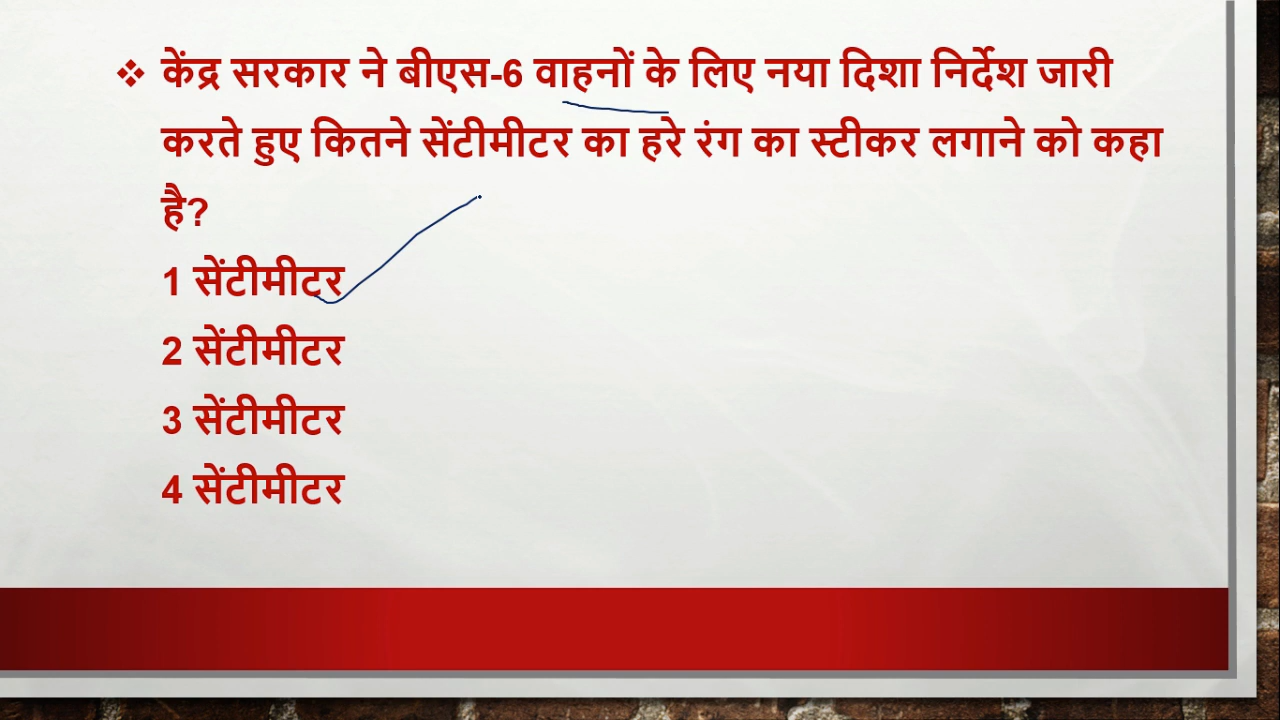 ❖ केंद्र सरकार ने बीएस-6 वाहनों के लिए नया दिशा निर्देश जारी
करते हुए कितने सेंटीमीटर का हरे रंग का स्टीकर लगाने को कहा
है?
1 सेंटीमीटर
2 सेंटीमीटर
3 सेंटीमीटर
4 सेंटीमीटर